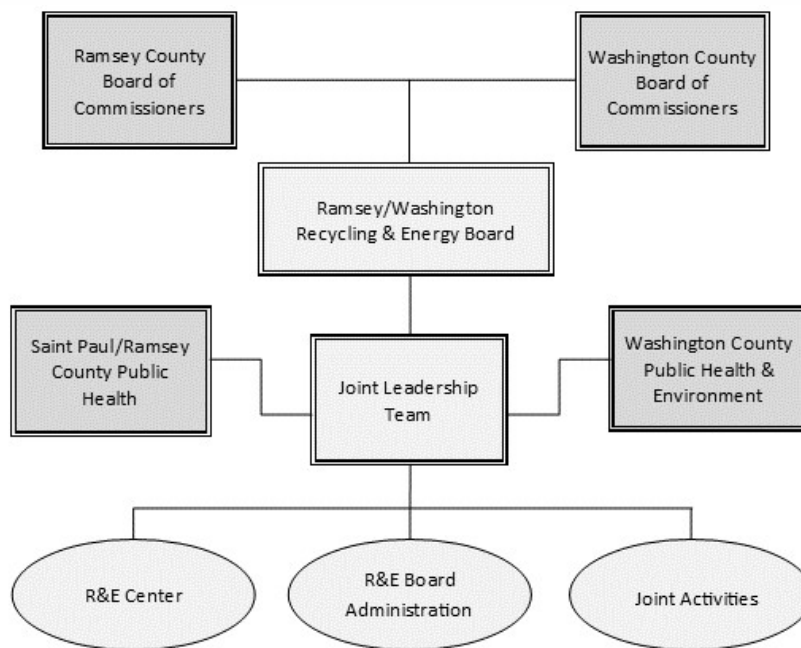 Ramsey County
Board of
Commissioners
Washington County
Board of
Commissioners
Ramsey/Washington
Recycling & Energy Board
Saint Paul/Ramsey
County Public
Health
Joint Leadership
Team
Washington County
Public Health &
Environment
R&E Center
R&E Board
Administration
Joint Activities